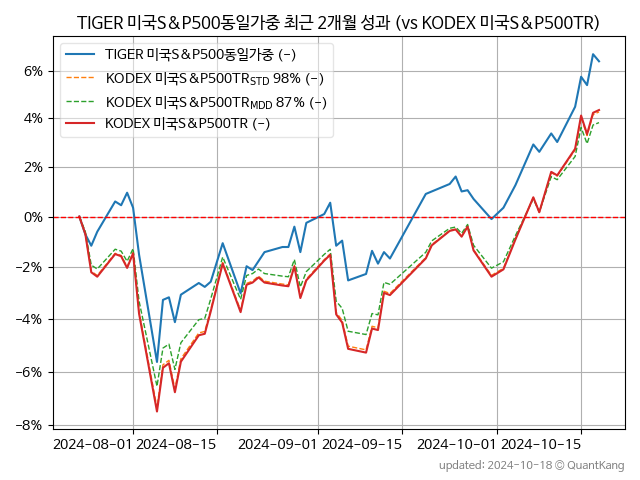 TIGER 미국S&P500동일가중 최근 2개월 성과 (vs KODEX 미국S&P500TR)
TIGER 미국S&P500동일가중 (-)
KODEX 미국S&P500TR_STD 98% (-)
KODEX 미국S&P500TR_MDD 87% (-)
KODEX 미국S&P500TR (-)
6%
4%
2%
0%
−2%
−4%
−6%
−8%
2024-08-01 2024-08-15 2024-09-01 2024-09-15 2024-10-01 2024-10-15
updated: 2024-10-18 © QuantKang